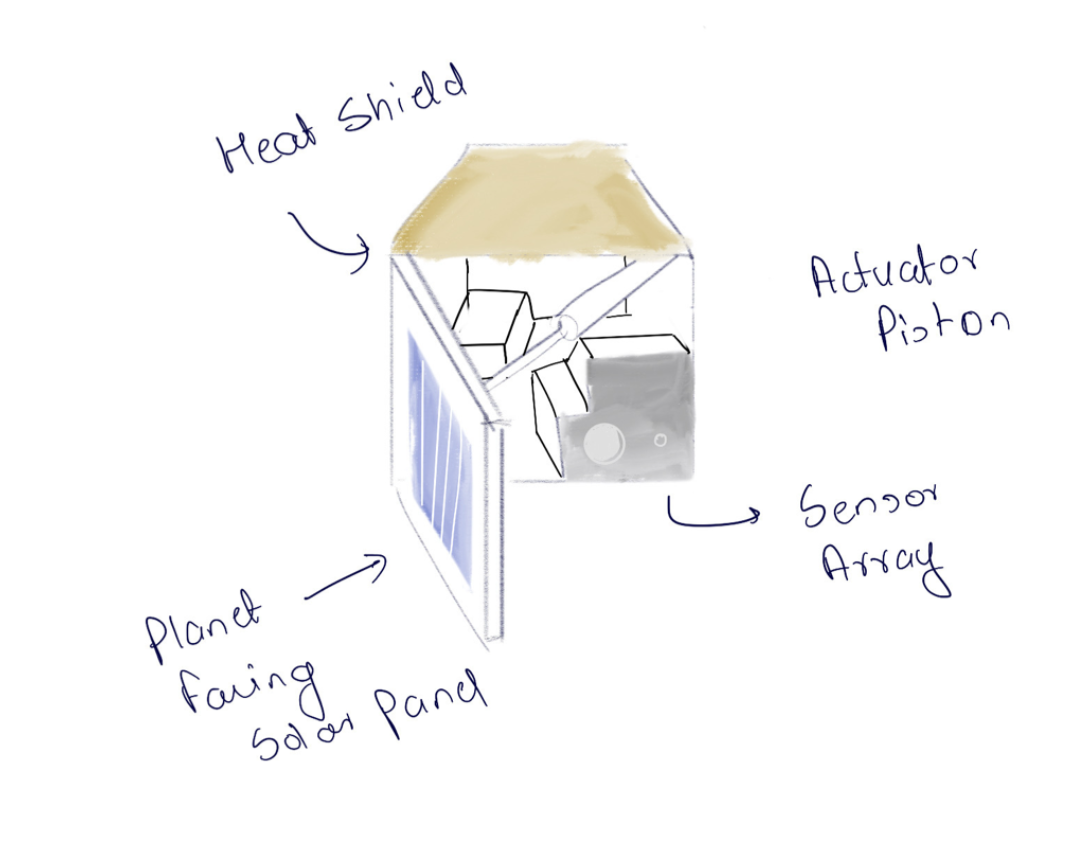 Heat Shield
Actuator
Piston
Sensor
Array
Planet
Facing
Solar Panel